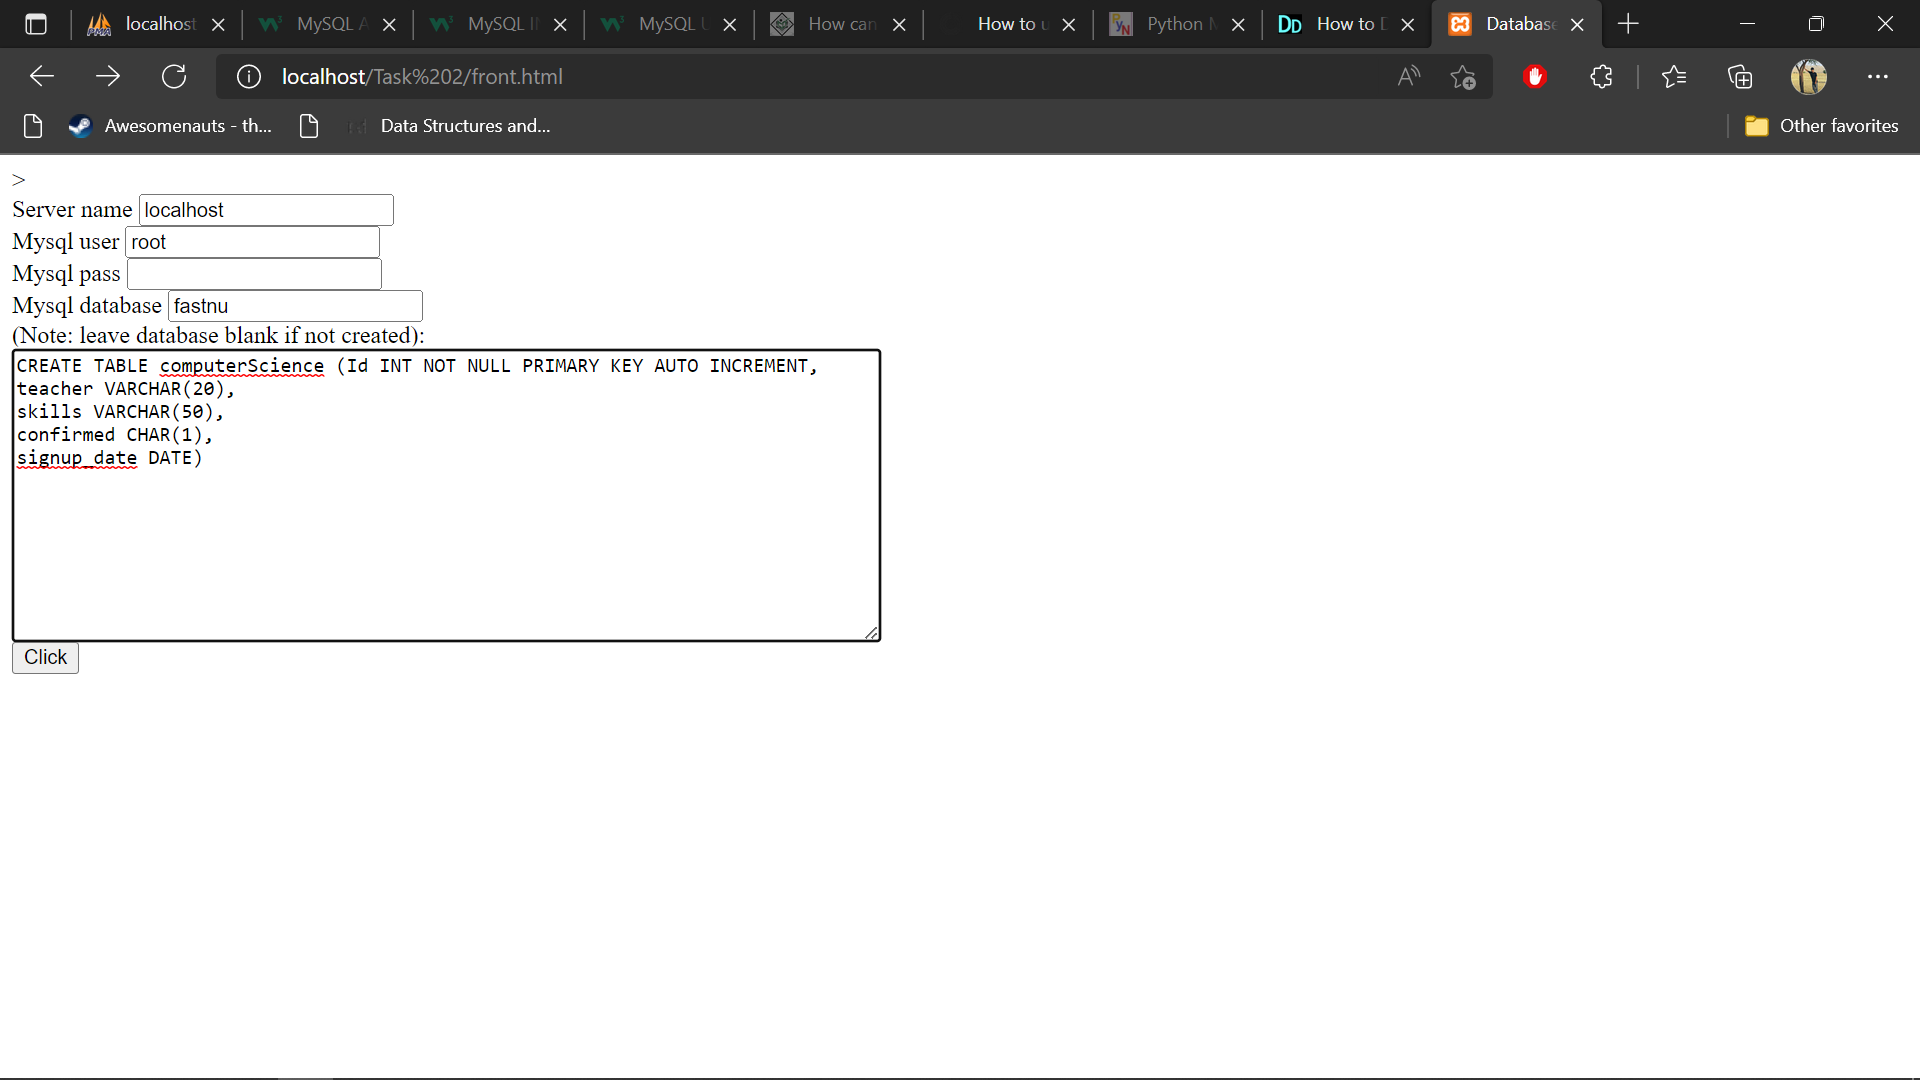 localhost
MySQL A
MySQL I
MySQL U
How can
How to u
Python M
How to D
Database
localhost/Task%202/front.html
Awesomenauts - th...
Data Structures and...
Other favorites
>
Server name localhost
Mysql user root
Mysql pass
Mysql database fastnu
(Note: leave database blank if not created):
CREATE TABLE computerScience (Id INT NOT NULL PRIMARY KEY AUTO INCREMENT,
teacher VARCHAR(20),
skills VARCHAR(50),
confirmed CHAR(1),
signup_date DATE)
Click